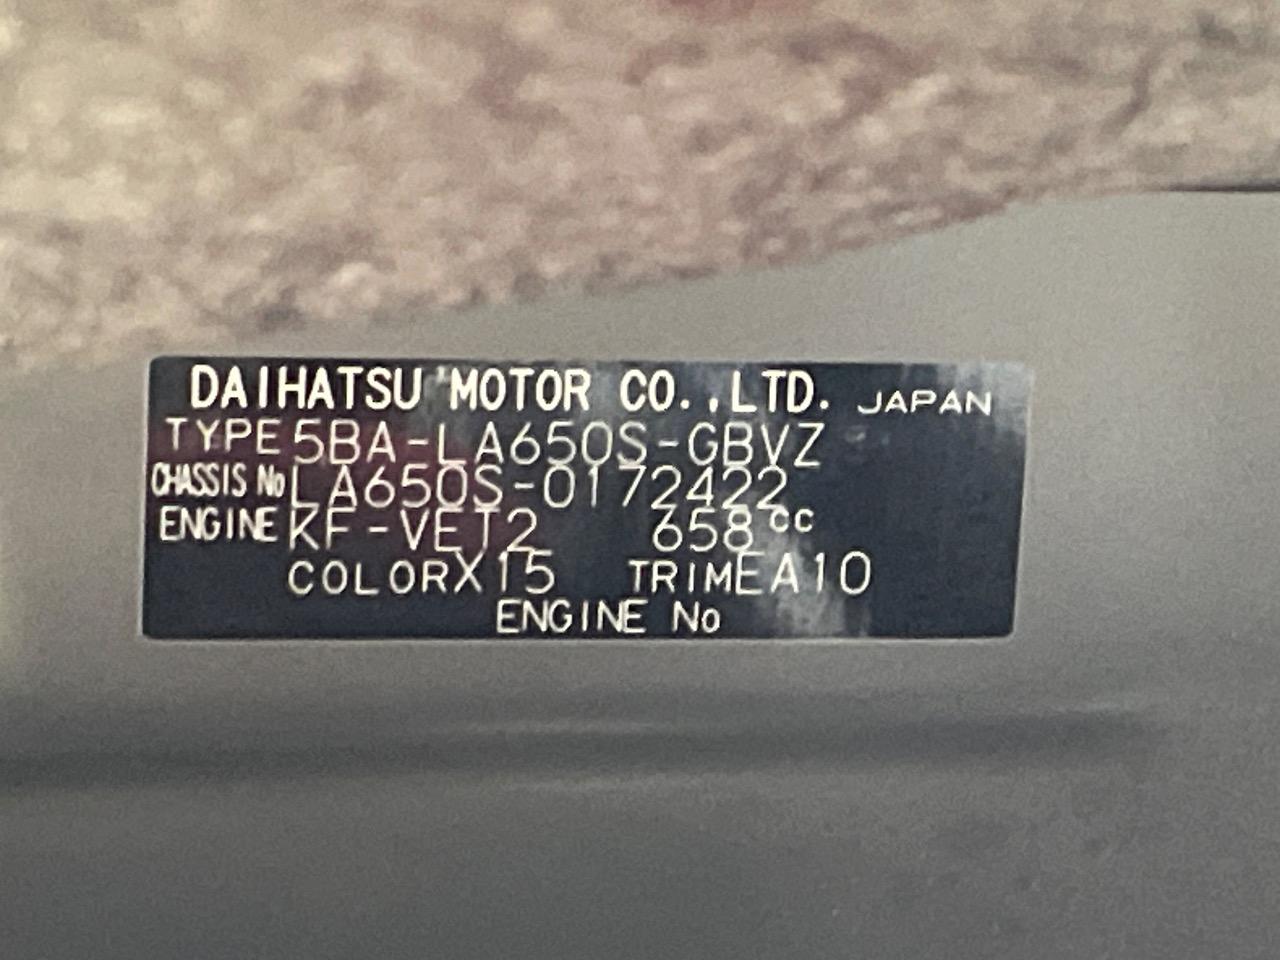 DAIHATSU MOTOR CO.,LTD. JAPAN
TYPE 5BA-LA650S-GBVZ
CHASSIS No LA650S-0172422
ENGINE KF-VET2 658cc
COLOR X15 TRIM EA10
ENGINE No